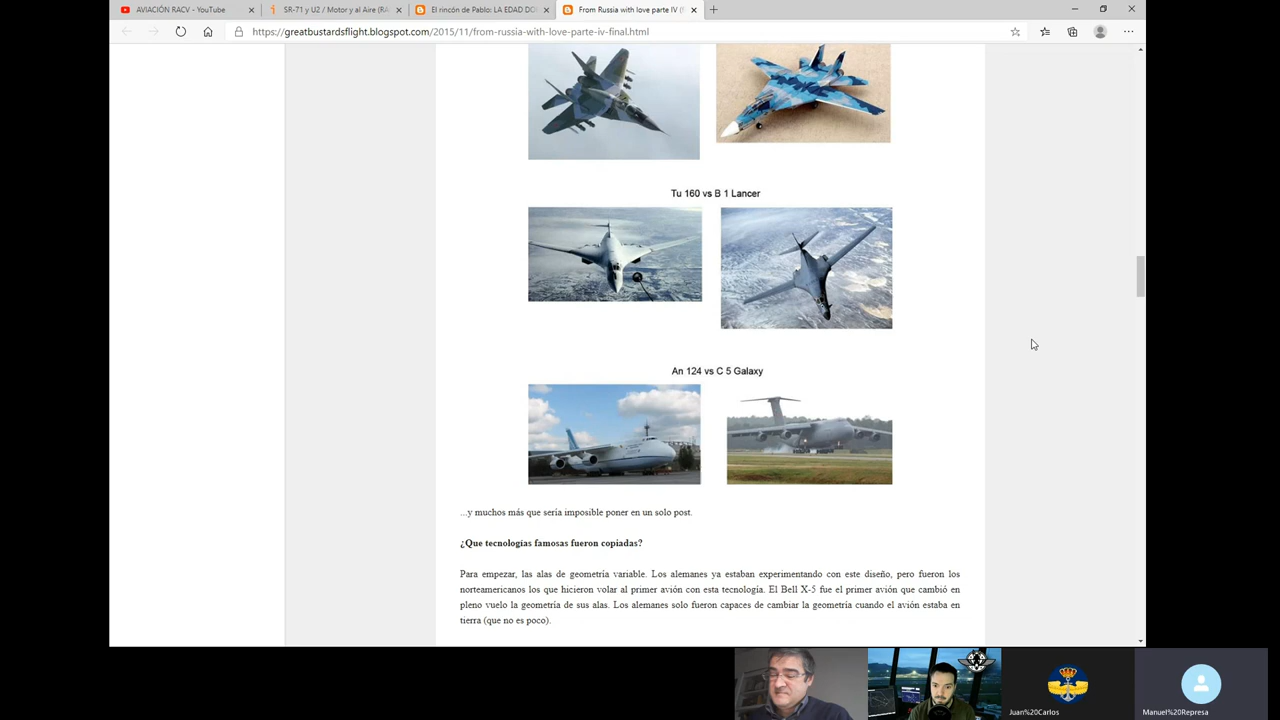 AVIACIÓN RACV - YouTube
SR-71 y U2 / Motor y al Aire (RA
El rincón de Pablo: LA EDAD DO
From Russia with love parte IV (F
https://greatbustardsflight.blogspot.com/2015/11/from-russia-with-love-parte-iv-final.html
Tu 160 vs B 1 Lancer
An 124 vs C 5 Galaxy
...y muchos más que seria imposible poner en un solo post.
¿Que tecnologías famosas fueron copiadas?
Para empezar, las alas de geometría variable. Los alemanes ya estaban experimentando con este diseño, pero fueron los
norteamericanos los que hicieron volar al primer avión con esta tecnología. El Bell X-5 fue el primer avión que cambió en
pleno vuelo la geometría de sus alas. Los alemanes solo fueron capaces de cambiar la geometría cuando el avión estaba en
tierra (que no es poco).
Juan%20Carlos
Manuel%20Represa